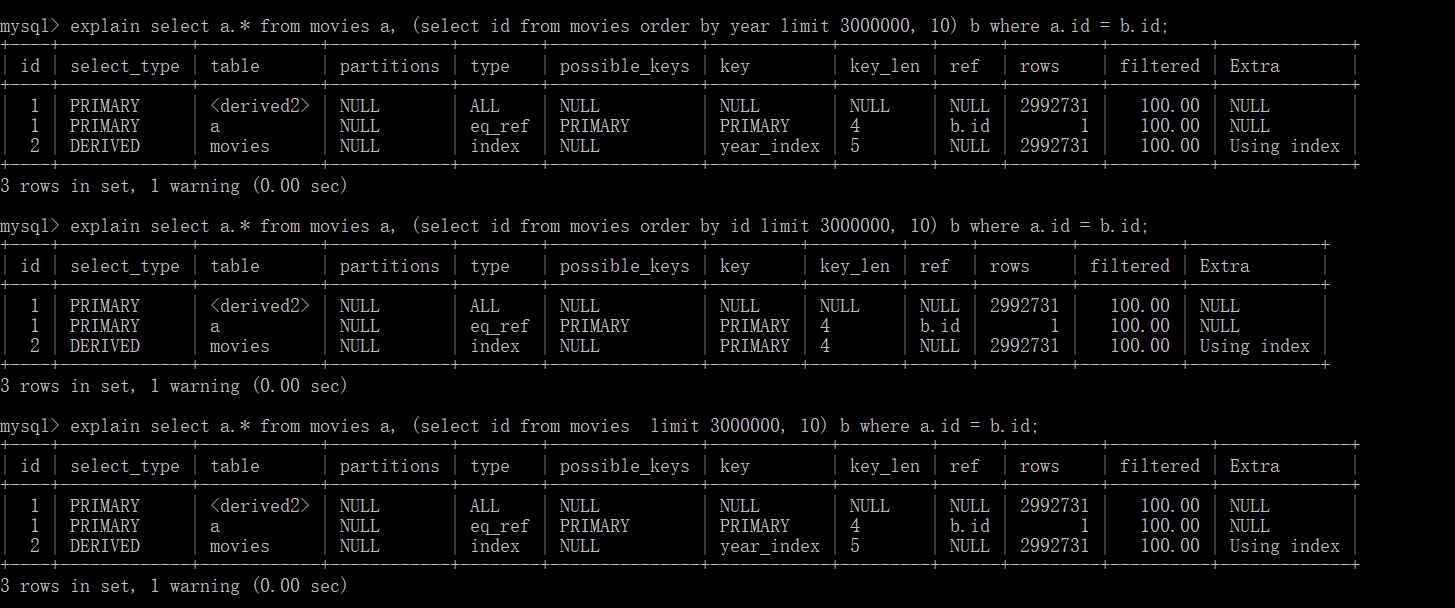 mysql> explain select a.* from movies a, (select id from movies order by year limit 3000000, 10) b where a.id = b.id;
+----+-------------+------------+------------+--------+---------------+------------+---------+------+---------+----------+-------------+
| id | select_type | table | partitions | type | possible_keys | key | key_len | ref | rows | filtered | Extra |
+----+-------------+------------+------------+--------+---------------+------------+---------+------+---------+----------+-------------+
| 1 | PRIMARY | <derived2> | NULL | ALL | NULL | NULL | NULL | NULL | 2992731 | 100.00 | NULL |
| 1 | PRIMARY | a | NULL | eq_ref | PRIMARY | PRIMARY | 4 | b.id | 1 | 100.00 | NULL |
| 2 | DERIVED | movies | NULL | index | NULL | year_index | 5 | NULL | 2992731 | 100.00 | Using index |
+----+-------------+------------+------------+--------+---------------+------------+---------+------+---------+----------+-------------+
3 rows in set, 1 warning (0.00 sec)
mysql> explain select a.* from movies a, (select id from movies order by id limit 3000000, 10) b where a.id = b.id;
+----+-------------+------------+------------+--------+---------------+---------+---------+------+---------+----------+-------------+
| id | select_type | table | partitions | type | possible_keys | key | key_len | ref | rows | filtered | Extra |
+----+-------------+------------+------------+--------+---------------+---------+---------+------+---------+----------+-------------+
| 1 | PRIMARY | <derived2> | NULL | ALL | NULL | NULL | NULL | NULL | 2992731 | 100.00 | NULL |
| 1 | PRIMARY | a | NULL | eq_ref | PRIMARY | PRIMARY | 4 | b.id | 1 | 100.00 | NULL |
| 2 | DERIVED | movies | NULL | index | NULL | PRIMARY | 4 | NULL | 2992731 | 100.00 | Using index |
+----+-------------+------------+------------+--------+---------------+---------+---------+------+---------+----------+-------------+
3 rows in set, 1 warning (0.00 sec)
mysql> explain select a.* from movies a, (select id from movies  limit 3000000, 10) b where a.id = b.id;
+----+-------------+------------+------------+--------+---------------+------------+---------+------+---------+----------+-------------+
| id | select_type | table | partitions | type | possible_keys | key | key_len | ref | rows | filtered | Extra |
+----+-------------+------------+------------+--------+---------------+------------+---------+------+---------+----------+-------------+
| 1 | PRIMARY | <derived2> | NULL | ALL | NULL | NULL | NULL | NULL | 2992731 | 100.00 | NULL |
| 1 | PRIMARY | a | NULL | eq_ref | PRIMARY | PRIMARY | 4 | b.id | 1 | 100.00 | NULL |
| 2 | DERIVED | movies | NULL | index | NULL | year_index | 5 | NULL | 2992731 | 100.00 | Using index |
+----+-------------+------------+------------+--------+---------------+------------+---------+------+---------+----------+-------------+
3 rows in set, 1 warning (0.00 sec)